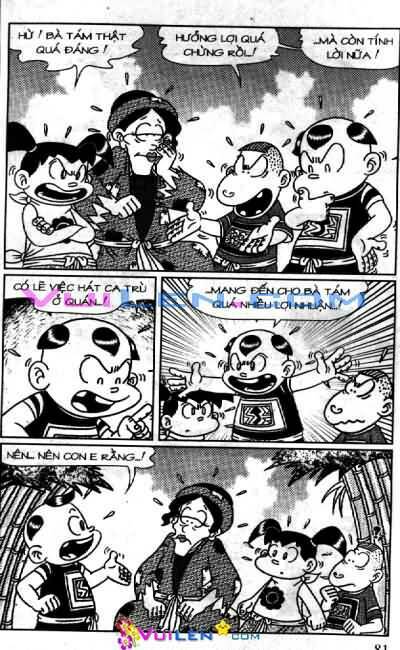 HỪ! BÀ TÁM THẬT
QUÁ ĐÁNG!
HƯỞNG LỢI QUÁ
CHỪNG RỒI...!
...MÀ CÒN TÍNH
LỜI NỮA!
CÓ LẼ VIỆC HÁT CA TRÙ
Ở QUÁN...!
...MANG ĐẾN CHO BÀ TÁM
QUÁ NHIỀU LỢI NHUẬN...
VUILEN.COM
NÊN... NÊN CON E RẰNG...!
81
VUILEN.COM